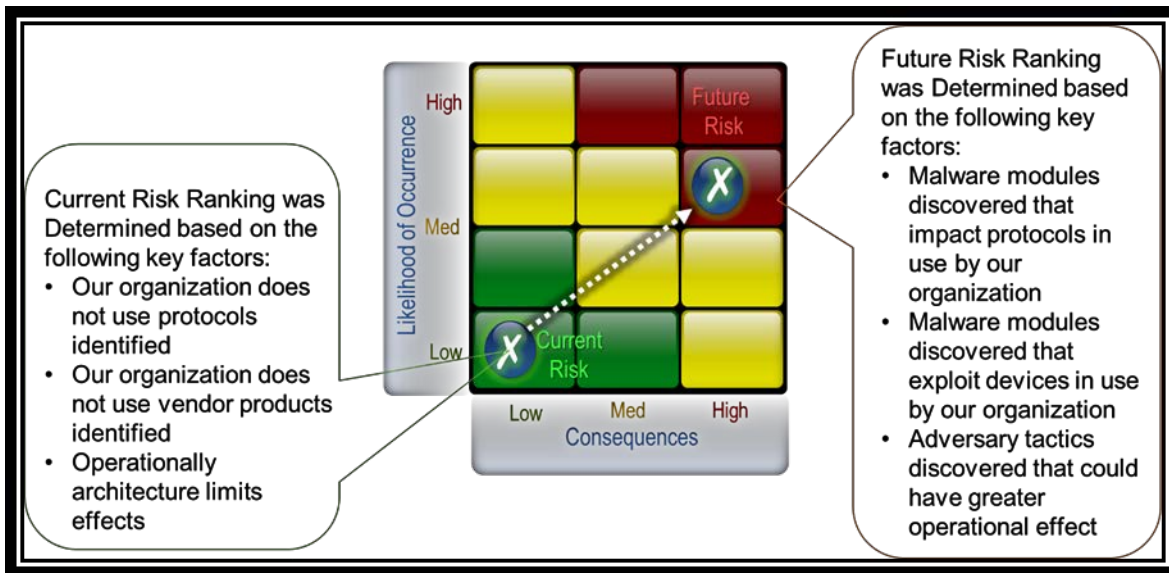 Current Risk Ranking was
Determined based on the
following key factors:
• Our organization does
not use protocols
identified
• Our organization does
not use vendor products
identified
• Operationally
architecture limits
effects
Likelihood of Occurrence
High
Med
Low
Future
Risk
X
X
Current
Risk
Low
Med
High
Consequences
Future Risk Ranking
was Determined based
on the following key
factors:
• Malware modules
discovered that
impact protocols in
use by our
organization
• Malware modules
discovered that
exploit devices in use
by our organization
• Adversary tactics
discovered that could
have greater
operational effect